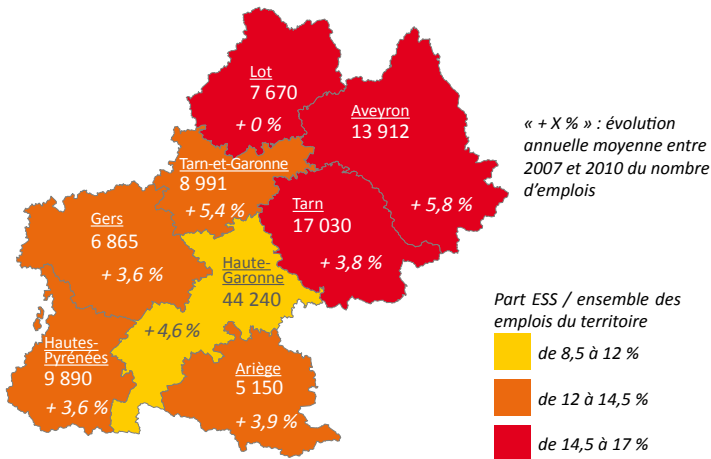 Lot
7 670
+ 0 %
Aveyron
13 912
+ 5,8 %
Tarn-et-Garonne
8 991
+ 5,4 %
Tarn
17 030
+ 3,8 %
Gers
6 865
+ 3,6 %
Haute-
Garonne
44 240
+ 4,6 %
Hautes-
Pyrénées
9 890
+ 3,6 %
Ariège
5 150
+ 3,9 %
« + X % » : évolution
annuelle moyenne entre
2007 et 2010 du nombre
d'emplois
Part ESS / ensemble des
emplois du territoire
de 8,5 à 12 %
de 12 à 14,5 %
de 14,5 à 17 %